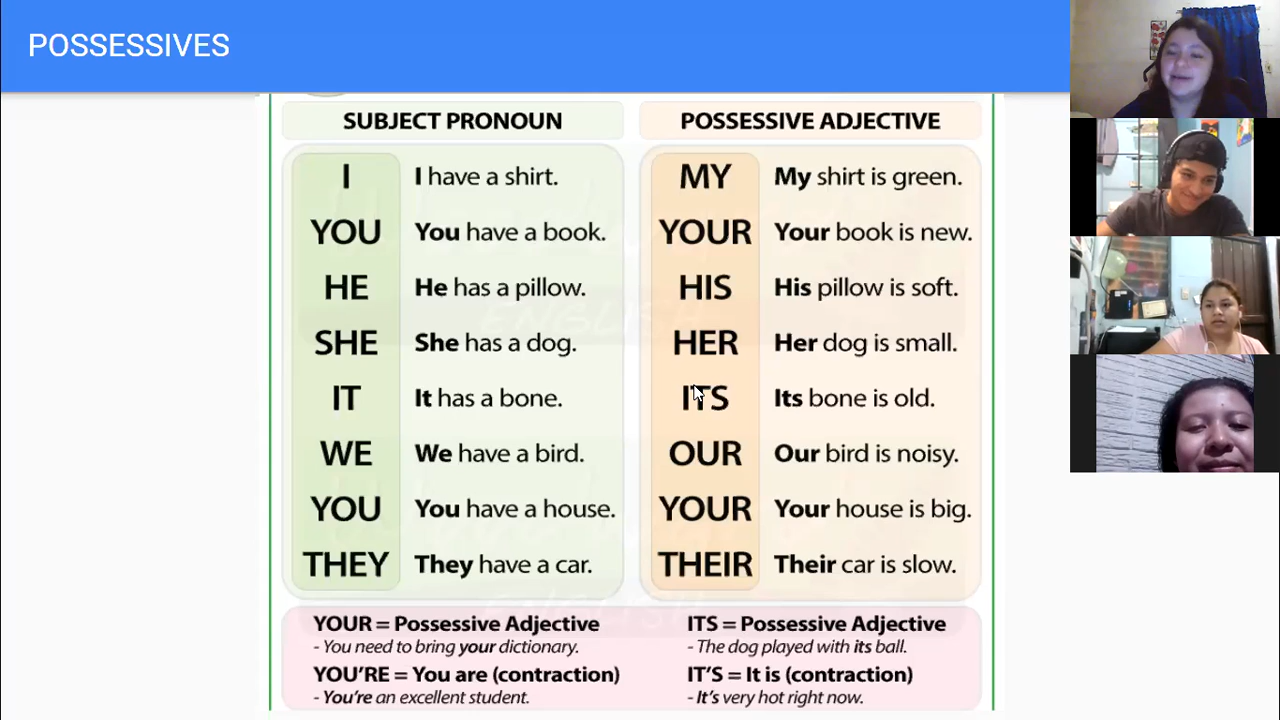 POSSESSIVES
SUBJECT PRONOUN
I I have a shirt.
YOU You have a book.
HE He has a pillow.
SHE She has a dog.
IT It has a bone.
WE We have a bird.
YOU You have a house.
THEY They have a car.
POSSESSIVE ADJECTIVE
MY My shirt is green.
YOUR Your book is new.
HIS His pillow is soft.
HER Her dog is small.
ITS Its bone is old.
OUR Our bird is noisy.
YOUR Your house is big.
THEIR Their car is slow.
YOUR = Possessive Adjective
- You need to bring your dictionary.
YOU'RE = You are (contraction)
- You're an excellent student.
ITS = Possessive Adjective
- The dog played with its ball.
IT'S = It is (contraction)
- It's very hot right now.
ENGLISH
ENGLISH